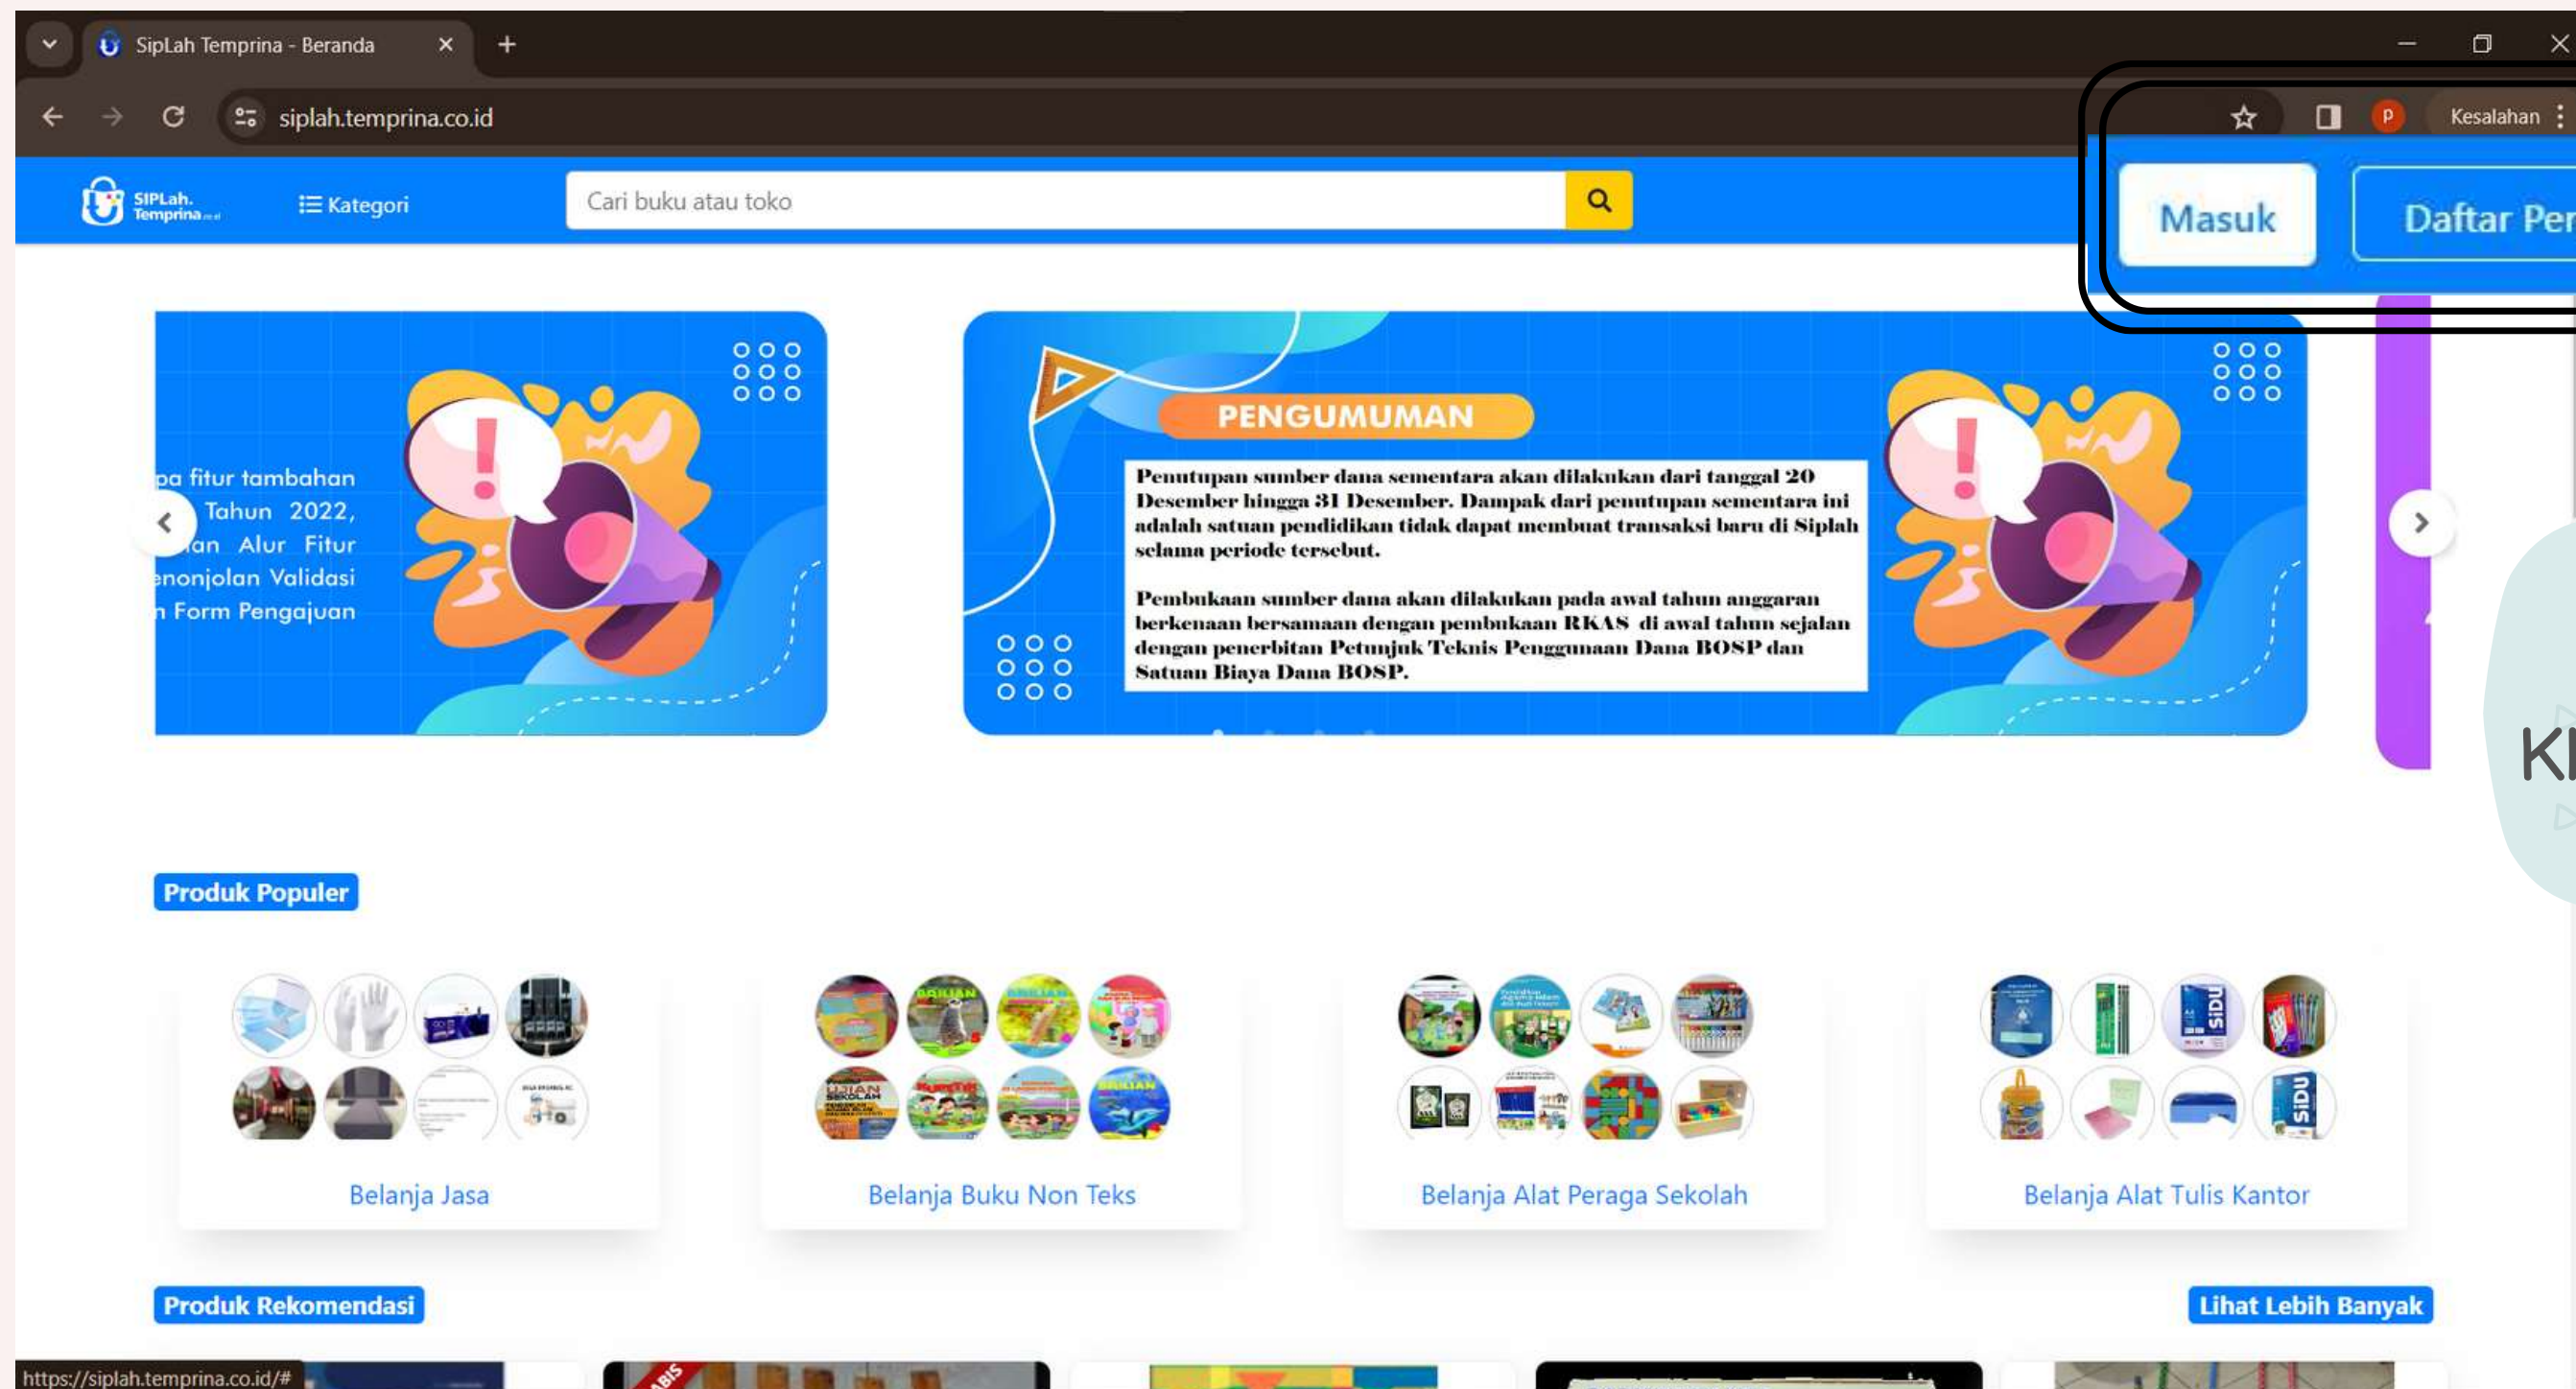 SipLah Temprina - Beranda
siplah.temprina.co.id
Kesalahan
SIPLah.
Temprina
Kategori
Cari buku atau toko
Masuk
Daftar Per
pa fitur tambahan
Tahun 2022,
an Alur Fitur
enonjolan Validasi
n Form Pengajuan
PENGUMUMAN
Penutupan sumber dana sementara akan dilakukan dari tanggal 20
Desember hingga 31 Desember. Dampak dari penutupan sementara ini
adalah satuan pendidikan tidak dapat membuat transaksi baru di Siplah
selama periode tersebut.
Pembukaan sumber dana akan dilakukan pada awal tahun anggaran
berkenaan bersamaan dengan pembukaan RKAS di awal tahun sejalan
dengan penerbitan Petunjuk Teknis Penggunaan Dana BOSP dan
Satuan Biaya Dana BOSP.
Produk Populer
BRILIAN
UJIAN
SEKOLAH
SiDU
SiDU
Belanja Jasa
Belanja Buku Non Teks
Belanja Alat Peraga Sekolah
Belanja Alat Tulis Kantor
Produk Rekomendasi
Lihat Lebih Banyak
https://siplah.temprina.co.id/#